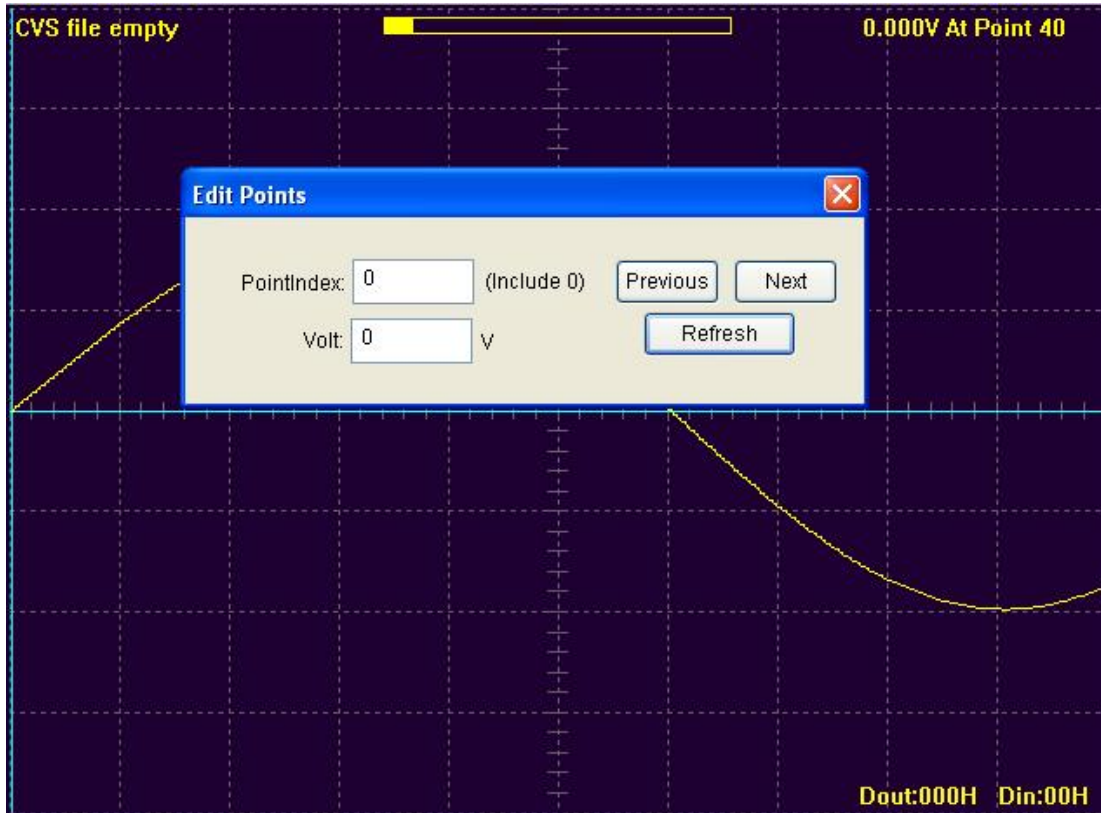 CVS file empty
0.000V At Point 40
Edit Points
PointIndex: 0 (Include 0) Previous Next
Volt: 0 V Refresh
Dout:000H Din:00H